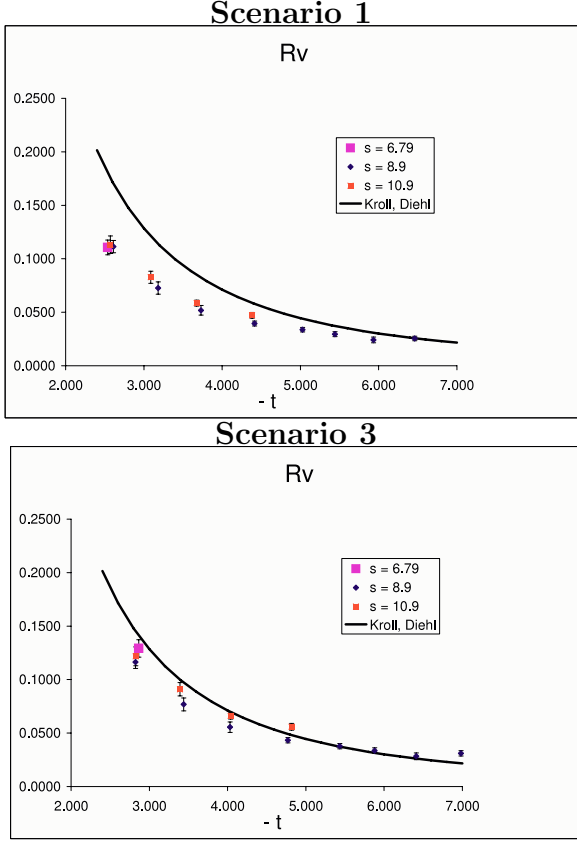 Scenario 1
Rv
0.2500
0.2000
0.1500
0.1000
0.0500
0.0000
s = 6.79
s = 8.9
s = 10.9
Kroll, Diehl
2.000 3.000 4.000 5.000 6.000 7.000
- t
Scenario 3
Rv
0.2500
0.2000
0.1500
0.1000
0.0500
0.0000
s = 6.79
s = 8.9
s = 10.9
Kroll, Diehl
2.000 3.000 4.000 5.000 6.000 7.000
- t